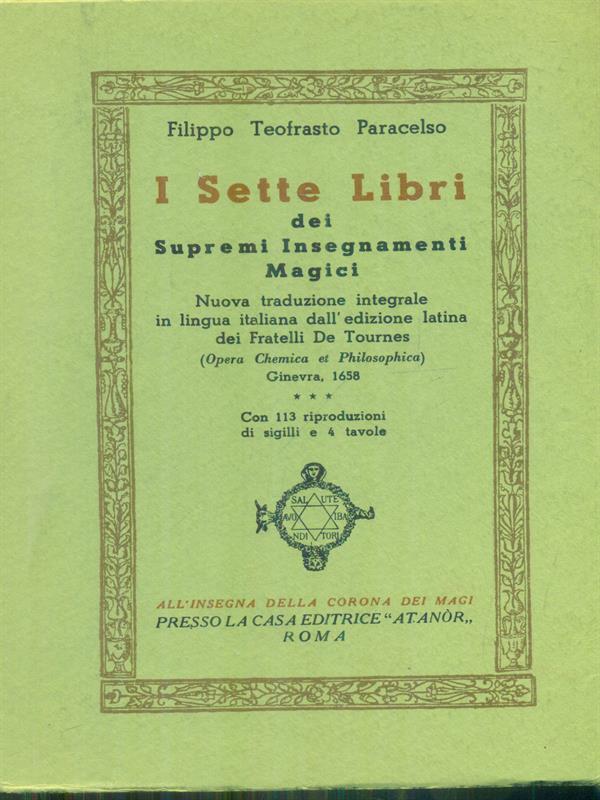 Filippo Teofrasto Paracelso
I Sette Libri
dei
Supremi Insegnamenti
Magici
Nuova traduzione integrale
in lingua italiana dall'edizione latina
dei Fratelli De Tournes
(Opera Chemica et Philosophica)
Ginevra, 1658
★ ★ ★
Con 113 riproduzioni
di sigilli e 4 tavole
SAL UTE
AVO IBA
NDI TORI
ALL'INSEGNA DELLA CORONA DEI MAGI
PRESSO LA CASA EDITRICE "ATANÒR„
ROMA